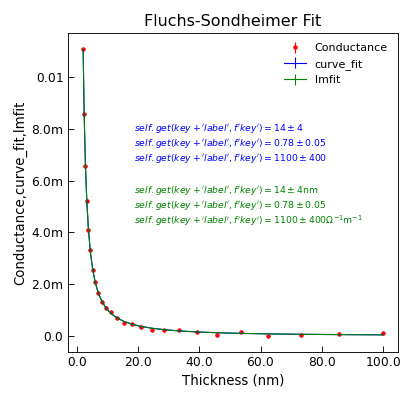 Fluchs-Sondheimer Fit
Conductance
curve_fit
lmfit
0.01
8.0m
6.0m
4.0m
2.0m
0.0
self.get(key+'label',f'key')=14±4
self.get(key+'label',f'key')=0.78±0.05
self.get(key+'label',f'key')=1100±400
self.get(key+'label',f'key')=14±4nm
self.get(key+'label',f'key')=0.78±0.05
self.get(key+'label',f'key')=1100±400Ω⁻¹m⁻¹
Conductance,curve_fit,lmfit
0.0 20.0 40.0 60.0 80.0 100.0
Thickness (nm)